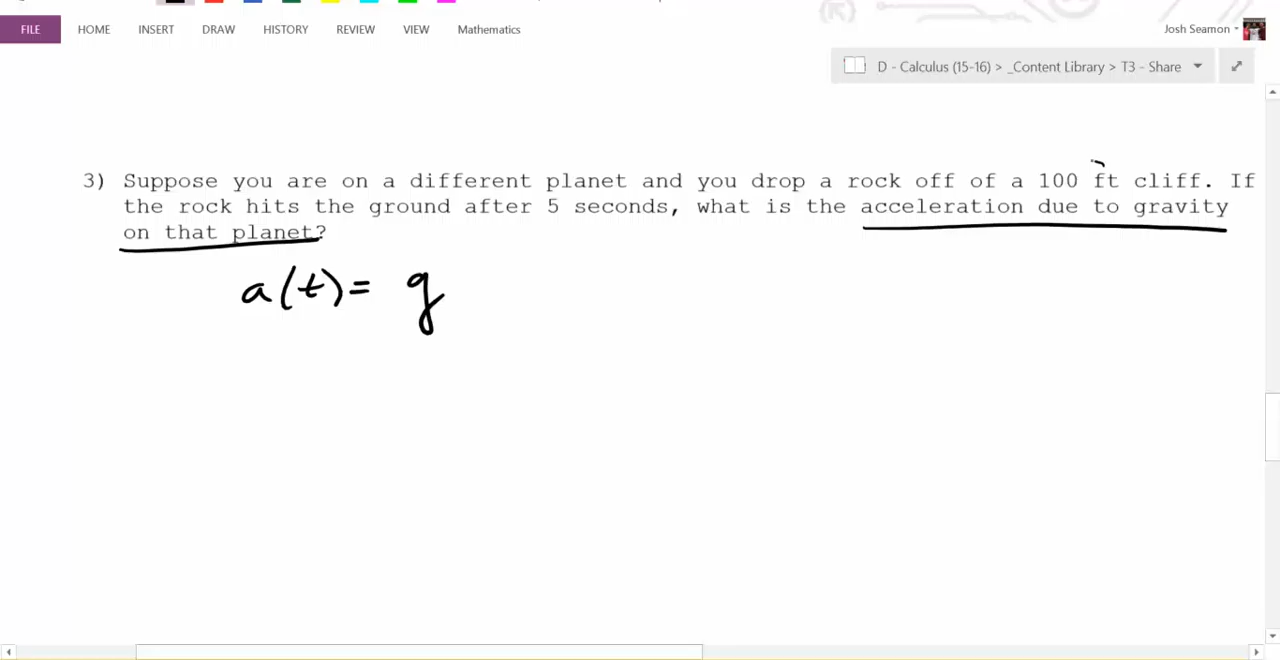 FILE HOME INSERT DRAW HISTORY REVIEW VIEW Mathematics Josh Seamon
D - Calculus (15-16) > _Content Library > T3 - Share
3) Suppose you are on a different planet and you drop a rock off of a 100 ft cliff. If
the rock hits the ground after 5 seconds, what is the acceleration due to gravity
on that planet?
a(t) = g